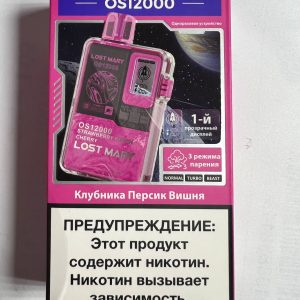 OS12000
Одноразовое устройство
LOST MARY
OS12000
1-й
прозрачный
дисплей
OS12000
STRAWBERRY
CHERRY
LOST MARY
3 режима
парения
NORMAL TURBO BEAST
Клубника Персик Вишня
ПРЕДУПРЕЖДЕНИЕ:
Этот продукт
содержит никотин.
Никотин вызывает
зависимость.